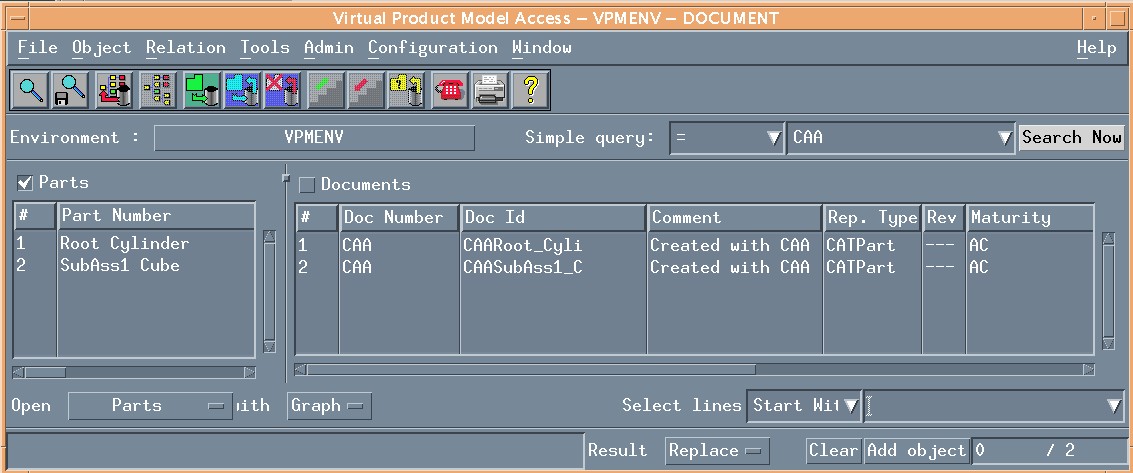 Virtual Product Model Access – VPMENV – DOCUMENT
File Object Relation Tools Admin Configuration Window Help
Environment : VPMENV Simple query: = CAA Search Now
Parts Documents
# Part Number # Doc Number Doc Id Comment Rep. Type Rev Maturity
1 Root Cylinder 1 CAA CAARoot_Cyli Created with CAA CATPart --- AC
2 SubAss1 Cube 2 CAA CAASubAss1_C Created with CAA CATPart --- AC
Open Parts ith Graph Select lines Start Wit
Result Replace Clear Add object 0 / 2